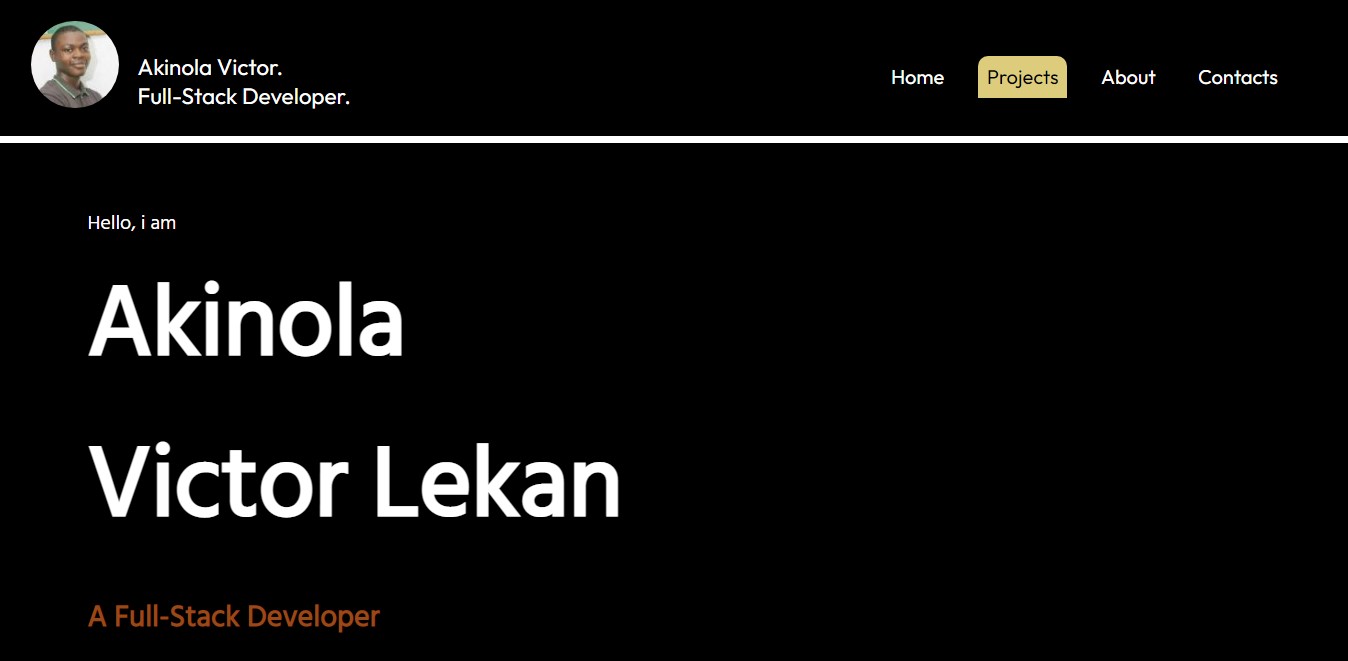 Akinola Victor.
Full-Stack Developer.
Home Projects About Contacts
Hello, i am
Akinola
Victor Lekan
A Full-Stack Developer